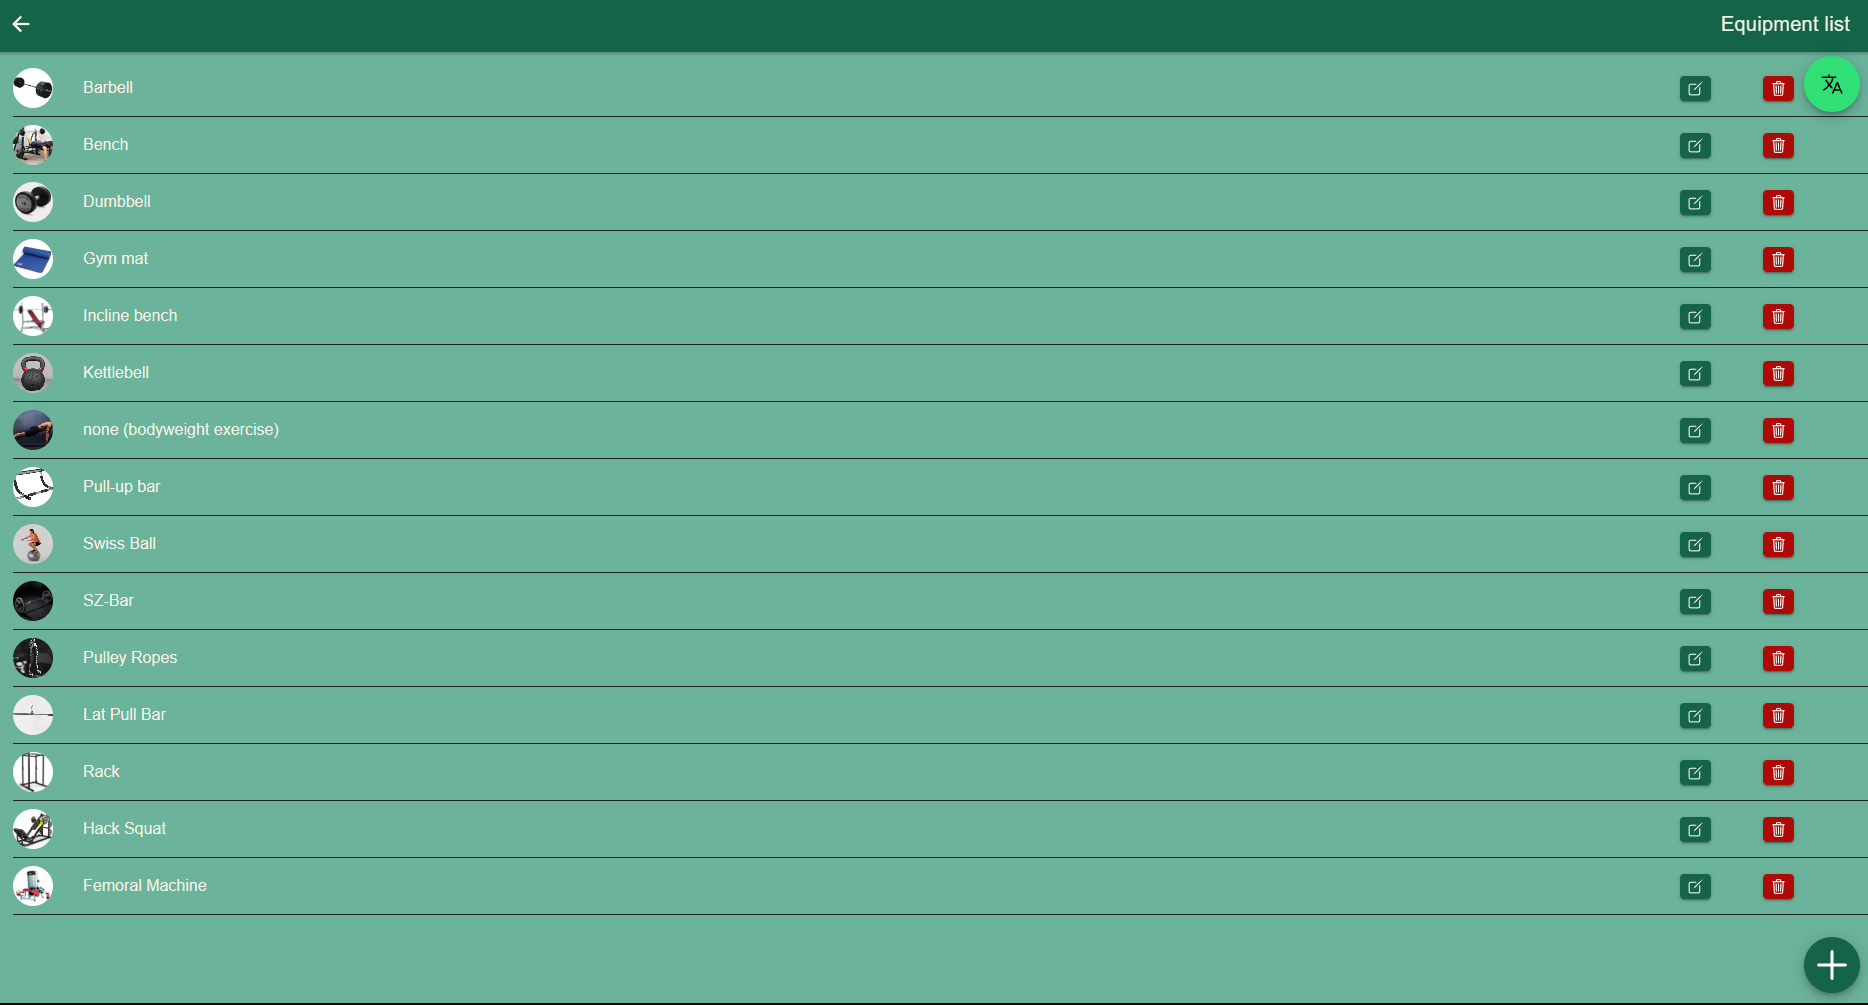 Equipment list
Barbell
Bench
Dumbbell
Gym mat
Incline bench
Kettlebell
none (bodyweight exercise)
Pull-up bar
Swiss Ball
SZ-Bar
Pulley Ropes
Lat Pull Bar
Rack
Hack Squat
Femoral Machine